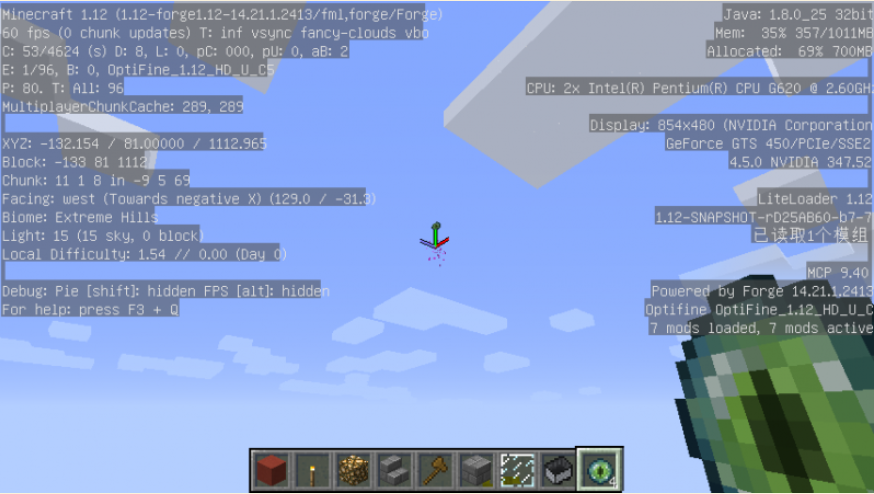 Minecraft 1.12 (1.12-forge1.12-14.21.1.2413/fml,forge/Forge)
60 fps (0 chunk updates) T: inf vsync fancy-clouds vbo
C: 53/4624 (s) D: 8, L: 0, pC: 000, pU: 0, aB: 2
E: 1/96, B: 0, OptiFine_1.12_HD_U_C5
P: 80. T: All: 96
MultiplayerChunkCache: 289, 289
XYZ: -132.154 / 81.00000 / 1112.965
Block: -133 81 1112
Chunk: 11 1 8 in -9 5 69
Facing: west (Towards negative X) (129.0 / -31.3)
Biome: Extreme Hills
Light: 15 (15 sky, 0 block)
Local Difficulty: 1.54 // 0.00 (Day 0)
Debug: Pie [shift]: hidden FPS [alt]: hidden
For help: press F3 + Q
Java: 1.8.0_25 32bit
Mem: 35% 357/1011MB
Allocated: 69% 700MB
CPU: 2x Intel(R) Pentium(R) CPU G620 @ 2.60GH
Display: 854x480 (NVIDIA Corporation
GeForce GTS 450/PCIe/SSE2
4.5.0 NVIDIA 347.52
LiteLoader 1.12
1.12-SNAPSHOT-rD25AB60-b7-7
已读取1个模组
MCP 9.40
Powered by Forge 14.21.1.2413
Optifine OptiFine_1.12_HD_U_C
7 mods loaded, 7 mods active
4